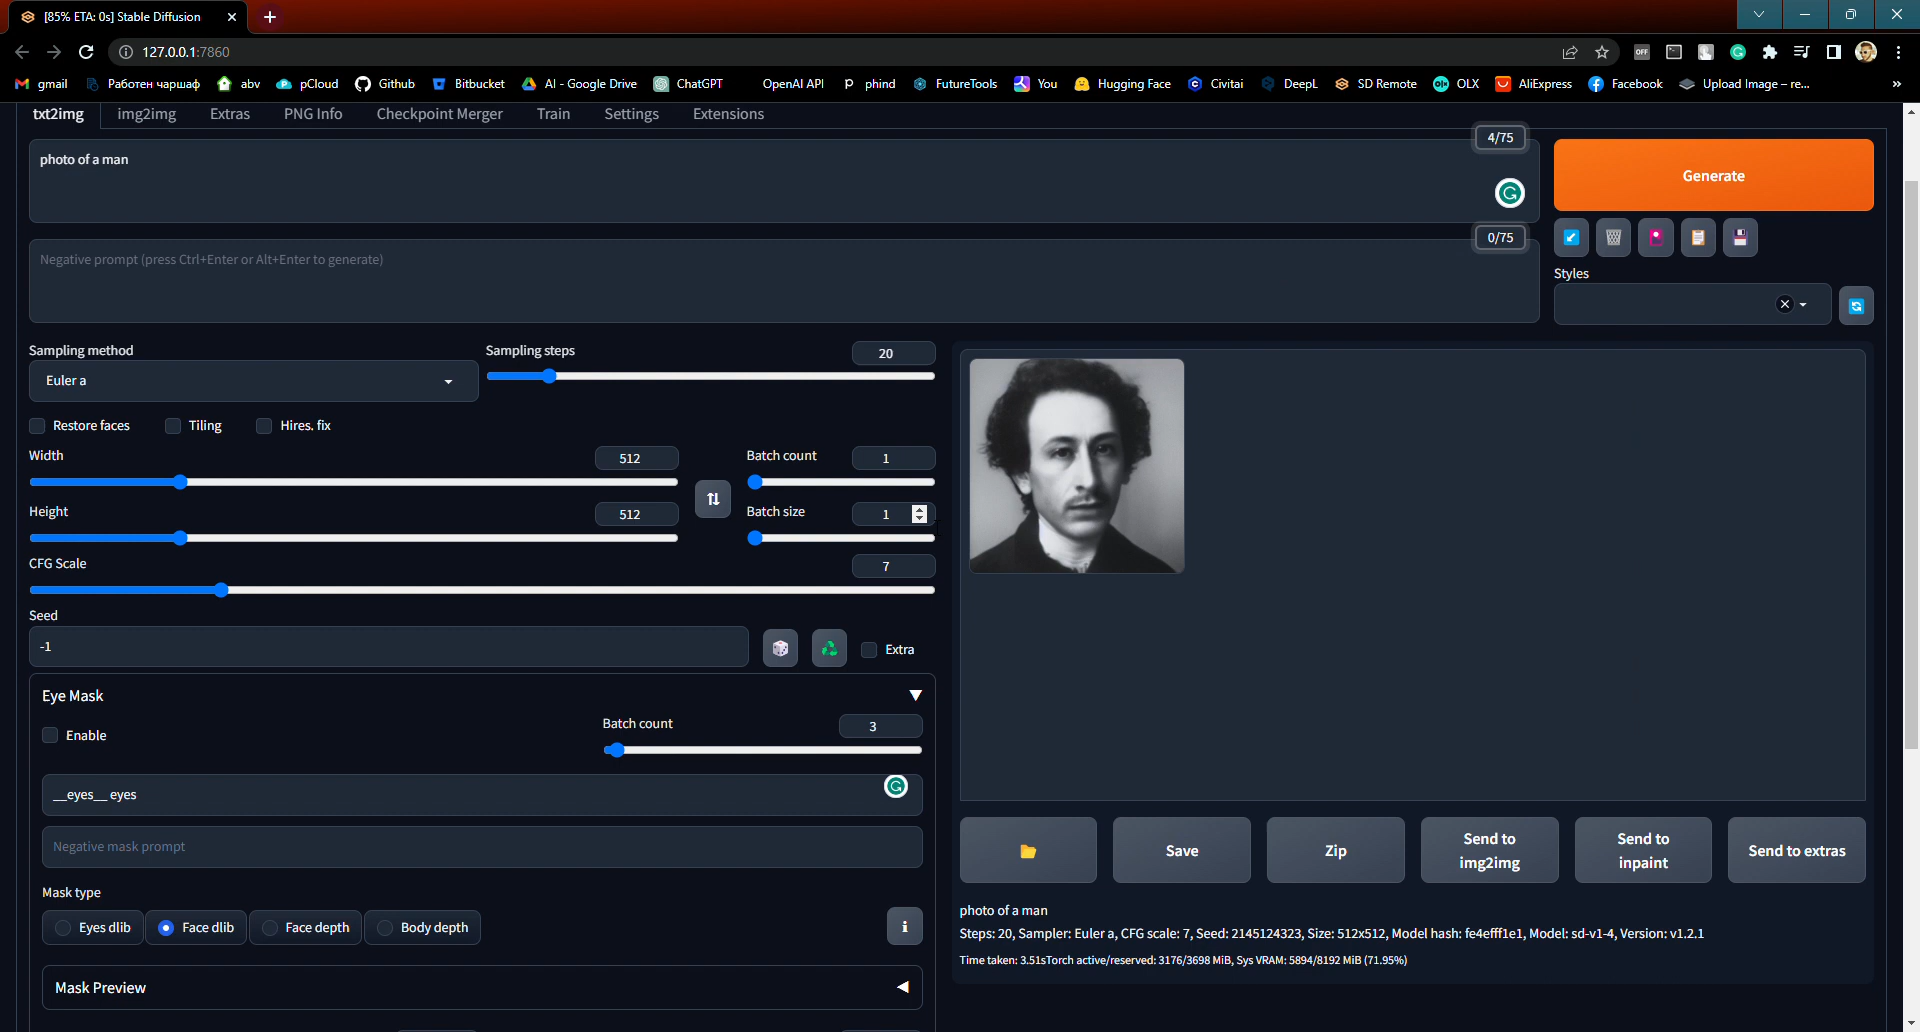 [85% ETA: 0s] Stable Diffusion
127.0.0.1:7860
gmail Работен чаршаф abv pCloud Github Bitbucket AI - Google Drive ChatGPT OpenAI API phind FutureTools You Hugging Face Civitai DeepL SD Remote OLX AliExpress Facebook Upload Image – re...
txt2img img2img Extras PNG Info Checkpoint Merger Train Settings Extensions
4/75
photo of a man
Generate
0/75
Negative prompt (press Ctrl+Enter or Alt+Enter to generate)
Styles
Sampling method
Euler a
Sampling steps
20
Restore faces Tiling Hires. fix
Width
512
Batch count
1
Height
512
Batch size
1
CFG Scale
7
Seed
-1
Extra
Eye Mask
Enable
Batch count
3
__eyes__ eyes
Negative mask prompt
Mask type
Eyes dlib Face dlib Face depth Body depth
Mask Preview
Save
Zip
Send to
img2img
Send to
inpaint
Send to extras
photo of a man
Steps: 20, Sampler: Euler a, CFG scale: 7, Seed: 2145124323, Size: 512x512, Model hash: fe4efff1e1, Model: sd-v1-4, Version: v1.2.1
Time taken: 3.51sTorch active/reserved: 3176/3698 MiB, Sys VRAM: 5894/8192 MiB (71.95%)